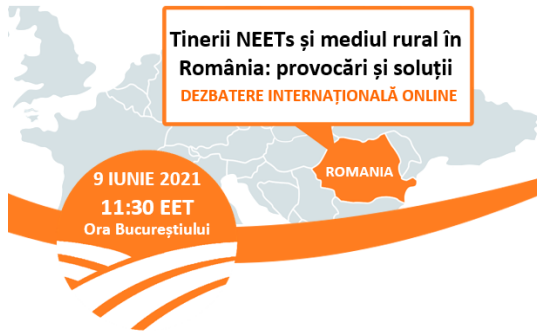 Tinerii NEETs și mediul rural în
România: provocări și soluții
DEZBATERE INTERNAȚIONALĂ ONLINE
ROMANIA
9 IUNIE 2021
11:30 EET
Ora Bucureștiului